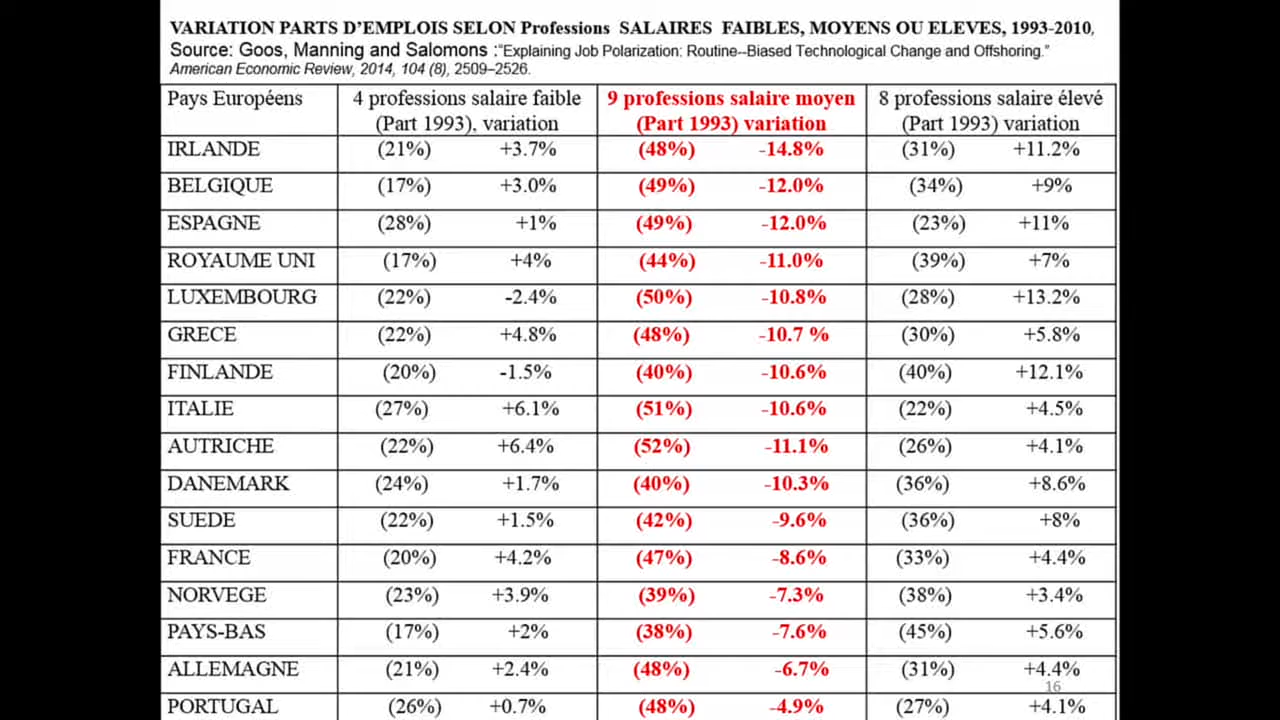 VARIATION PARTS D'EMPLOIS SELON Professions SALAIRES FAIBLES, MOYENS OU ELEVES, 1993-2010,
Source: Goos, Manning and Salomons :“Explaining Job Polarization: Routine--Biased Technological Change and Offshoring.”
American Economic Review, 2014, 104 (8), 2509–2526.
Pays Européens 4 professions salaire faible 9 professions salaire moyen 8 professions salaire élevé
(Part 1993), variation (Part 1993) variation (Part 1993) variation
IRLANDE (21%) +3.7% (48%) -14.8% (31%) +11.2%
BELGIQUE (17%) +3.0% (49%) -12.0% (34%) +9%
ESPAGNE (28%) +1% (49%) -12.0% (23%) +11%
ROYAUME UNI (17%) +4% (44%) -11.0% (39%) +7%
LUXEMBOURG (22%) -2.4% (50%) -10.8% (28%) +13.2%
GRECE (22%) +4.8% (48%) -10.7 % (30%) +5.8%
FINLANDE (20%) -1.5% (40%) -10.6% (40%) +12.1%
ITALIE (27%) +6.1% (51%) -10.6% (22%) +4.5%
AUTRICHE (22%) +6.4% (52%) -11.1% (26%) +4.1%
DANEMARK (24%) +1.7% (40%) -10.3% (36%) +8.6%
SUEDE (22%) +1.5% (42%) -9.6% (36%) +8%
FRANCE (20%) +4.2% (47%) -8.6% (33%) +4.4%
NORVEGE (23%) +3.9% (39%) -7.3% (38%) +3.4%
PAYS-BAS (17%) +2% (38%) -7.6% (45%) +5.6%
ALLEMAGNE (21%) +2.4% (48%) -6.7% (31%) +4.4%
16
PORTUGAL (26%) +0.7% (48%) -4.9% (27%) +4.1%